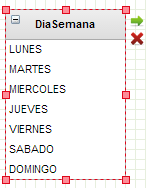 DiaSemana
LUNES
MARTES
MIERCOLES
JUEVES
VIERNES
SABADO
DOMINGO